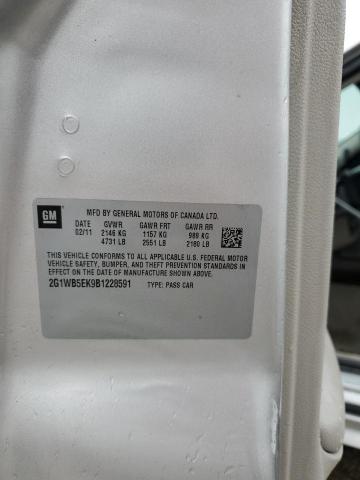 GM
MFD BY GENERAL MOTORS OF CANADA LTD.
GVWR GAWR FRT GAWR RR
02/11 2146 KG 1157 KG 989 KG
4731 LB 2551 LB 2180 LB
THIS VEHICLE CONFORMS TO ALL APPLICABLE U.S. FEDERAL MOTOR
VEHICLE SAFETY, BUMPER, AND THEFT PREVENTION STANDARDS IN
EFFECT ON THE DATE OF MANUFACTURE SHOWN ABOVE.
2G1WB5EK9B1228591 TYPE: PASS CAR